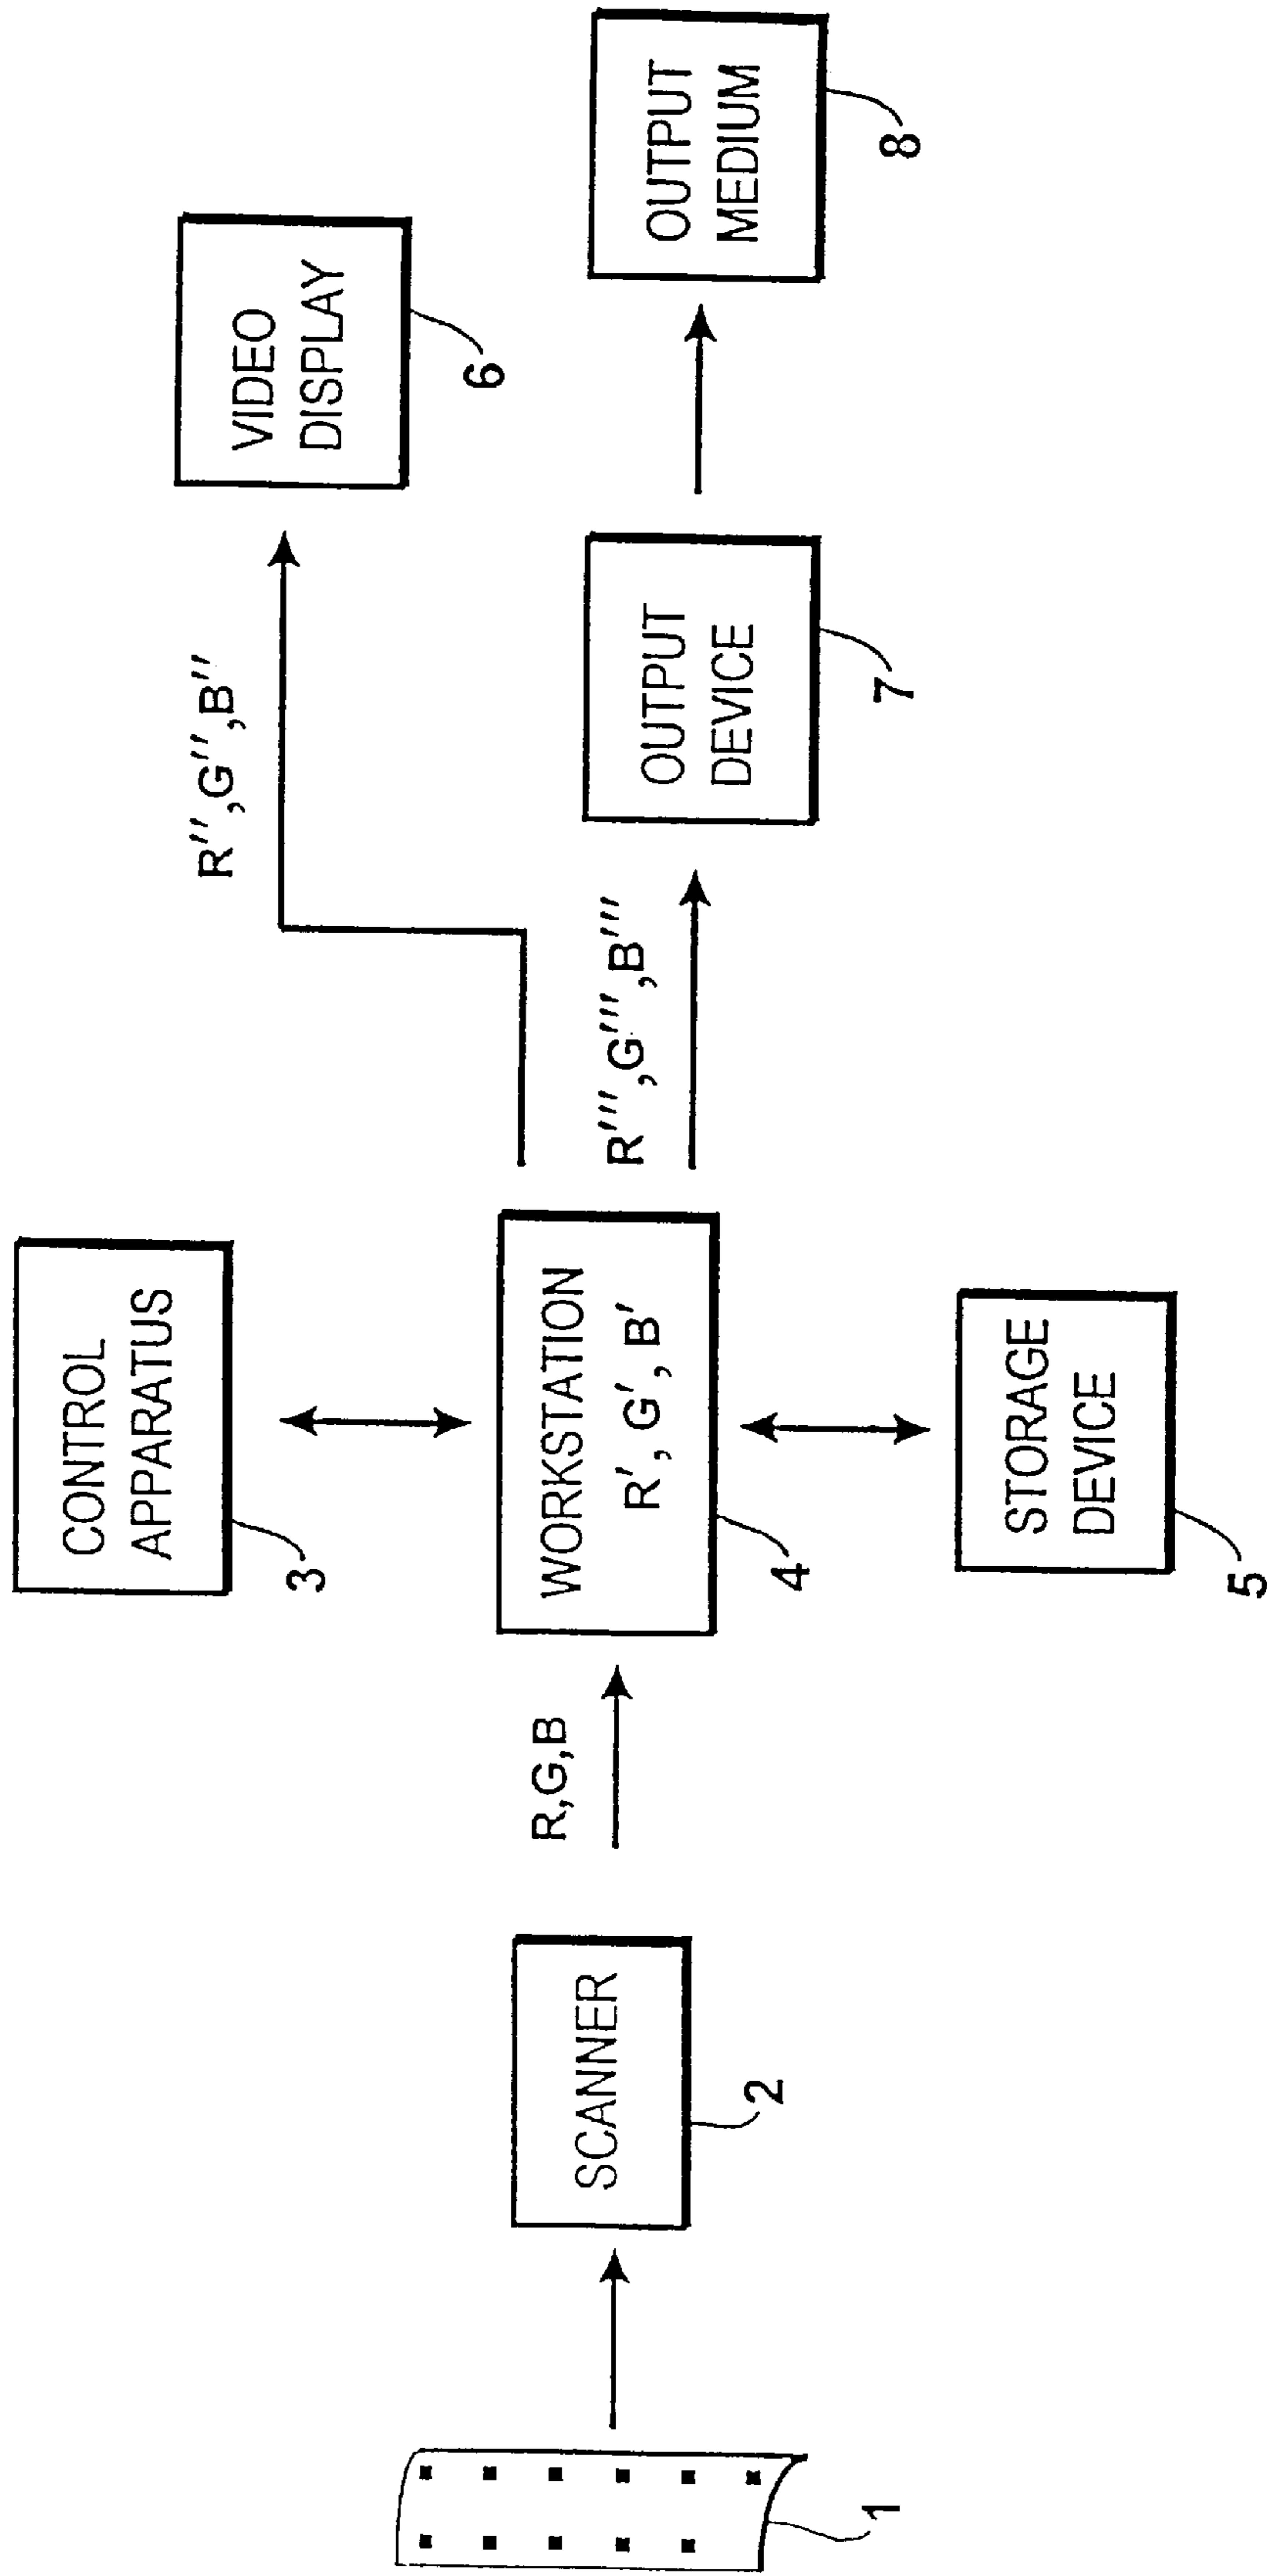 CONTROL
APPARATUS
3
VIDEO
DISPLAY
6
R'',G'',B''
WORKSTATION
R', G', B'
4
R,G,B
SCANNER
2
1
R''',G''',B'''
OUTPUT
DEVICE
7
OUTPUT
MEDIUM
8
STORAGE
DEVICE
5